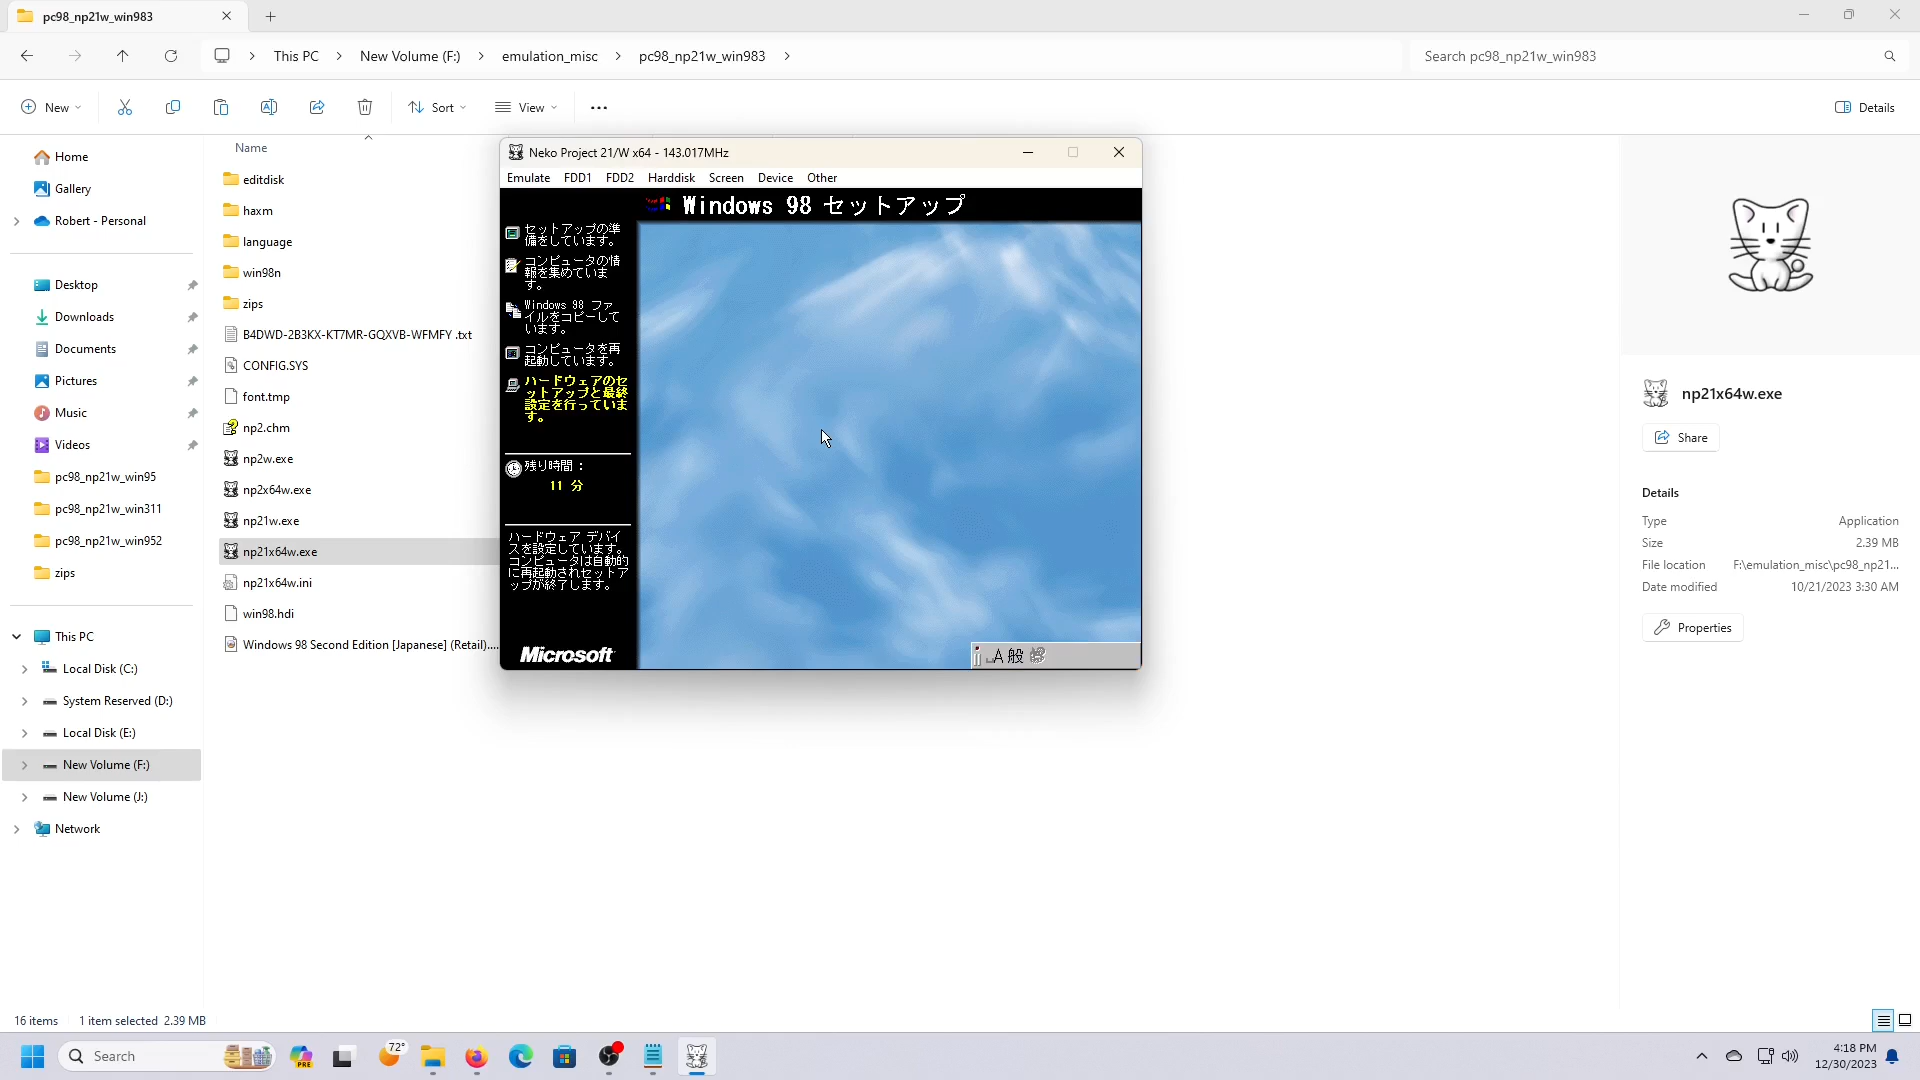 pc98_np21w_win983
This PC
New Volume (F:)
emulation_misc
pc98_np21w_win983
Search pc98_np21w_win983
New
Sort
View
Details
Home
Gallery
Robert - Personal
Desktop
Downloads
Documents
Pictures
Music
Videos
pc98_np21w_win95
pc98_np21w_win311
pc98_np21w_win952
zips
This PC
Local Disk (C:)
System Reserved (D:)
Local Disk (E:)
New Volume (F:)
New Volume (J:)
Network
Name
editdisk
haxm
language
win98n
zips
B4DWD-2B3KX-KT7MR-GQXVB-WFMFY .txt
CONFIG.SYS
font.tmp
np2.chm
np2w.exe
np2x64w.exe
np21w.exe
np21x64w.exe
np21x64w.ini
win98.hdi
Windows 98 Second Edition [Japanese] (Retail)....
Neko Project 21/W x64 - 143.017MHz
Emulate
FDD1
FDD2
Harddisk
Screen
Device
Other
Windows 98 セットアップ
セットアップの準
備をしています。
コンピュータの情
報を集めていま
す。
Windows 98 ファ
イルをコピーして
います。
コンピュータを再
起動しています。
ハードウェアのセ
ットアップと最終
設定を行っていま
す。
残り時間 :
11 分
ハードウェア デバイ
スを設定しています。
コンピュータは自動的
に再起動されセットア
ップが終了します。
Microsoft
A 般
np21x64w.exe
Share
Details
Type
Application
Size
2.39 MB
File location
F:\emulation_misc\pc98_np21...
Date modified
10/21/2023 3:30 AM
Properties
16 items
1 item selected 2.39 MB
Search
PRE
72°
4:18 PM
12/30/2023